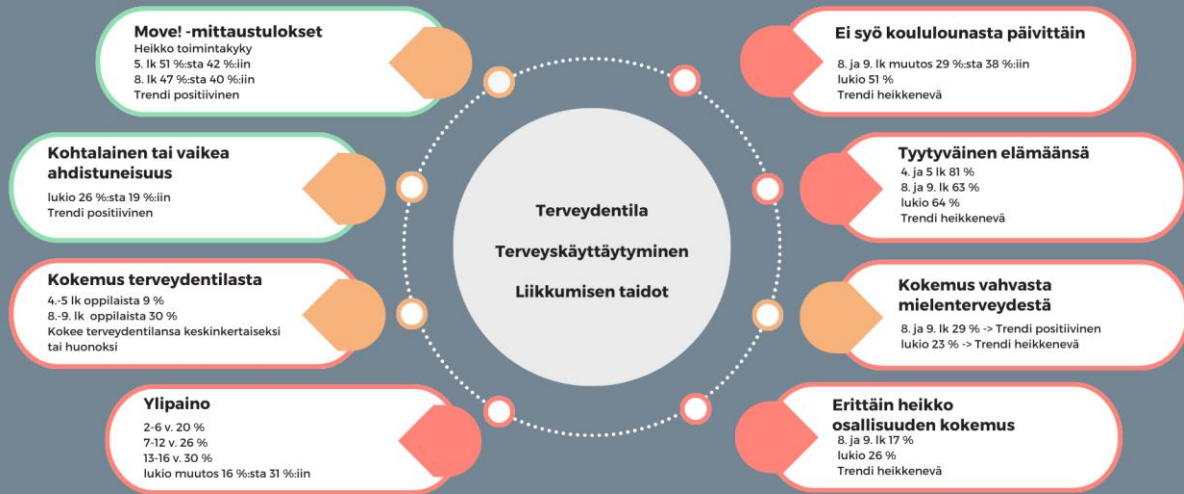 Move! -mittaustulokset
Heikko toimintakyky
5. lk 51 %:sta 42 %:iin
8. lk 47 %:sta 40 %:iin
Trendi positiivinen
Kohtalainen tai vaikea
ahdistuneisuus
lukio 26 %:sta 19 %:iin
Trendi positiivinen
Kokemus terveydentilasta
4.-5 lk oppilaista 9 %
8.-9. lk oppilaista 30 %
Kokee terveydentilansa keskinkertaiseksi
tai huonoksi
Ylipaino
2-6 v. 20 %
7-12 v. 26 %
13-16 v. 30 %
lukio muutos 16 %:sta 31 %:iin
Terveydentila
Terveyskäyttäytyminen
Liikkumisen taidot
Ei syö koululounasta päivittäin
8. ja 9. lk muutos 29 %:sta 38 %:iin
lukio 51 %
Trendi heikkenevä
Tyytyväinen elämäänsä
4. ja 5 lk 81 %
8. ja 9. lk 63 %
lukio 64 %
Trendi heikkenevä
Kokemus vahvasta
mielenterveydestä
8. ja 9. lk 29 % -> Trendi positiivinen
lukio 23 % -> Trendi heikkenevä
Erittäin heikko
osallisuuden kokemus
8. ja 9. lk 17 %
lukio 26 %
Trendi heikkenevä